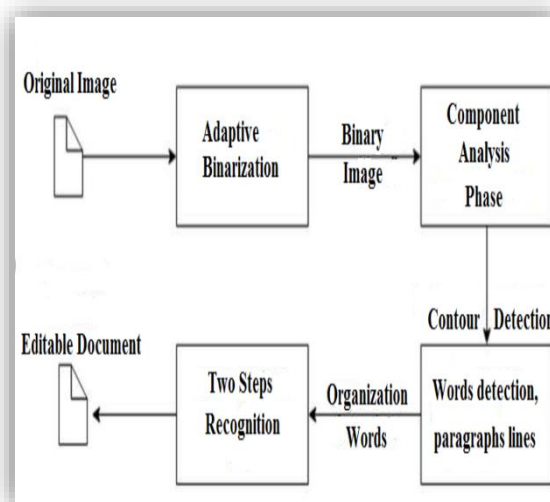 Original Image
Adaptive
Binarization
Binary
Image
Component
Analysis
Phase
Contour Detection
Words detection,
paragraphs lines
Organization
Words
Two Steps
Recognition
Editable Document